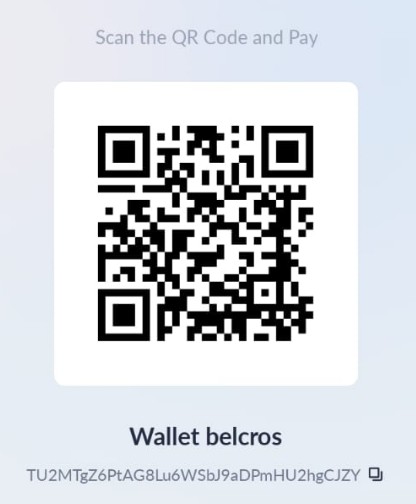 Scan the QR Code and Pay
Wallet belcros
TU2MTgZ6PtAG8Lu6WSbJ9aDPmHU2hgCJZY